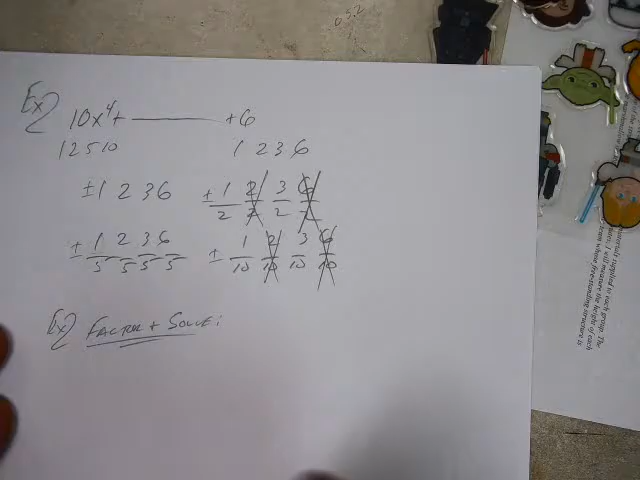 Ex) 10x⁴+ ________ +6
1 2 5 10 1 2 3 6
±1 2 3 6 ±1/2 2/2 3/2 6/2
±1/5 2/5 3/5 6/5 ±1/10 2/10 3/10 6/10
Ex) FACTOR + SOLVE: